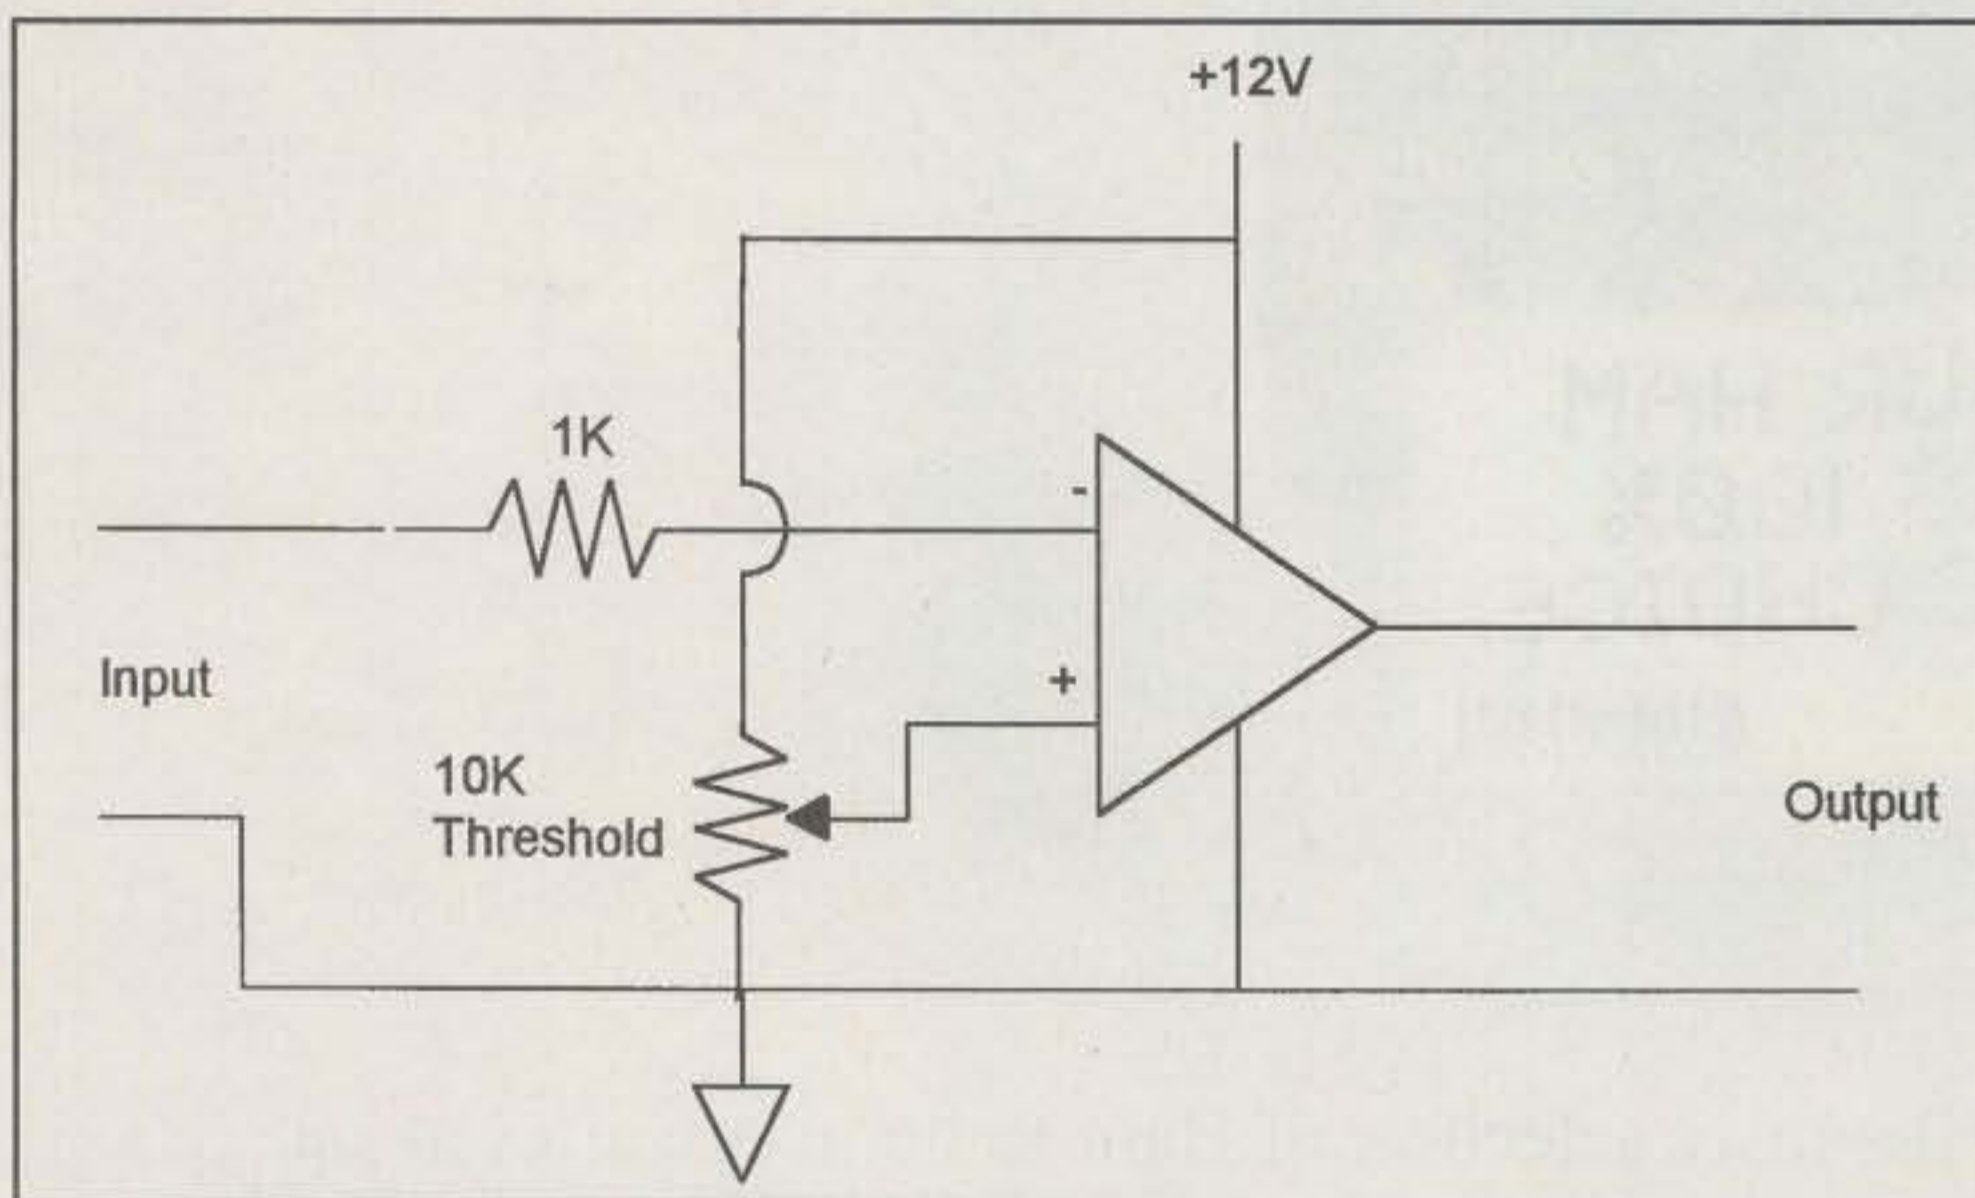 +12V
1K
-
Input
+
10K
Threshold
Output